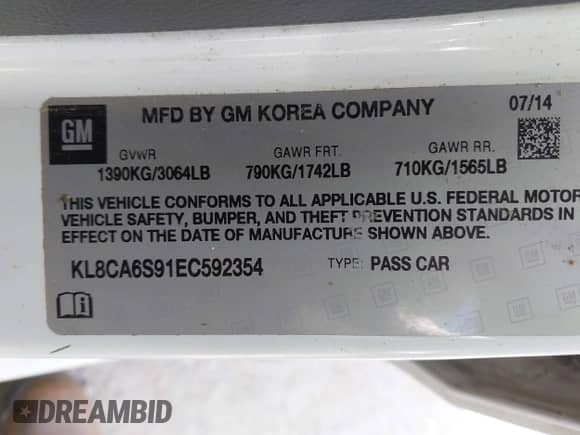 GM
MFD BY GM KOREA COMPANY
07/14
GVWR
GAWR FRT.
GAWR RR.
1390KG/3064LB
790KG/1742LB
710KG/1565LB
THIS VEHICLE CONFORMS TO ALL APPLICABLE U.S. FEDERAL MOTOR
VEHICLE SAFETY, BUMPER, AND THEFT PREVENTION STANDARDS IN
EFFECT ON THE DATE OF MANUFACTURE SHOWN ABOVE.
KL8CA6S91EC592354
TYPE: PASS CAR
DREAMBID